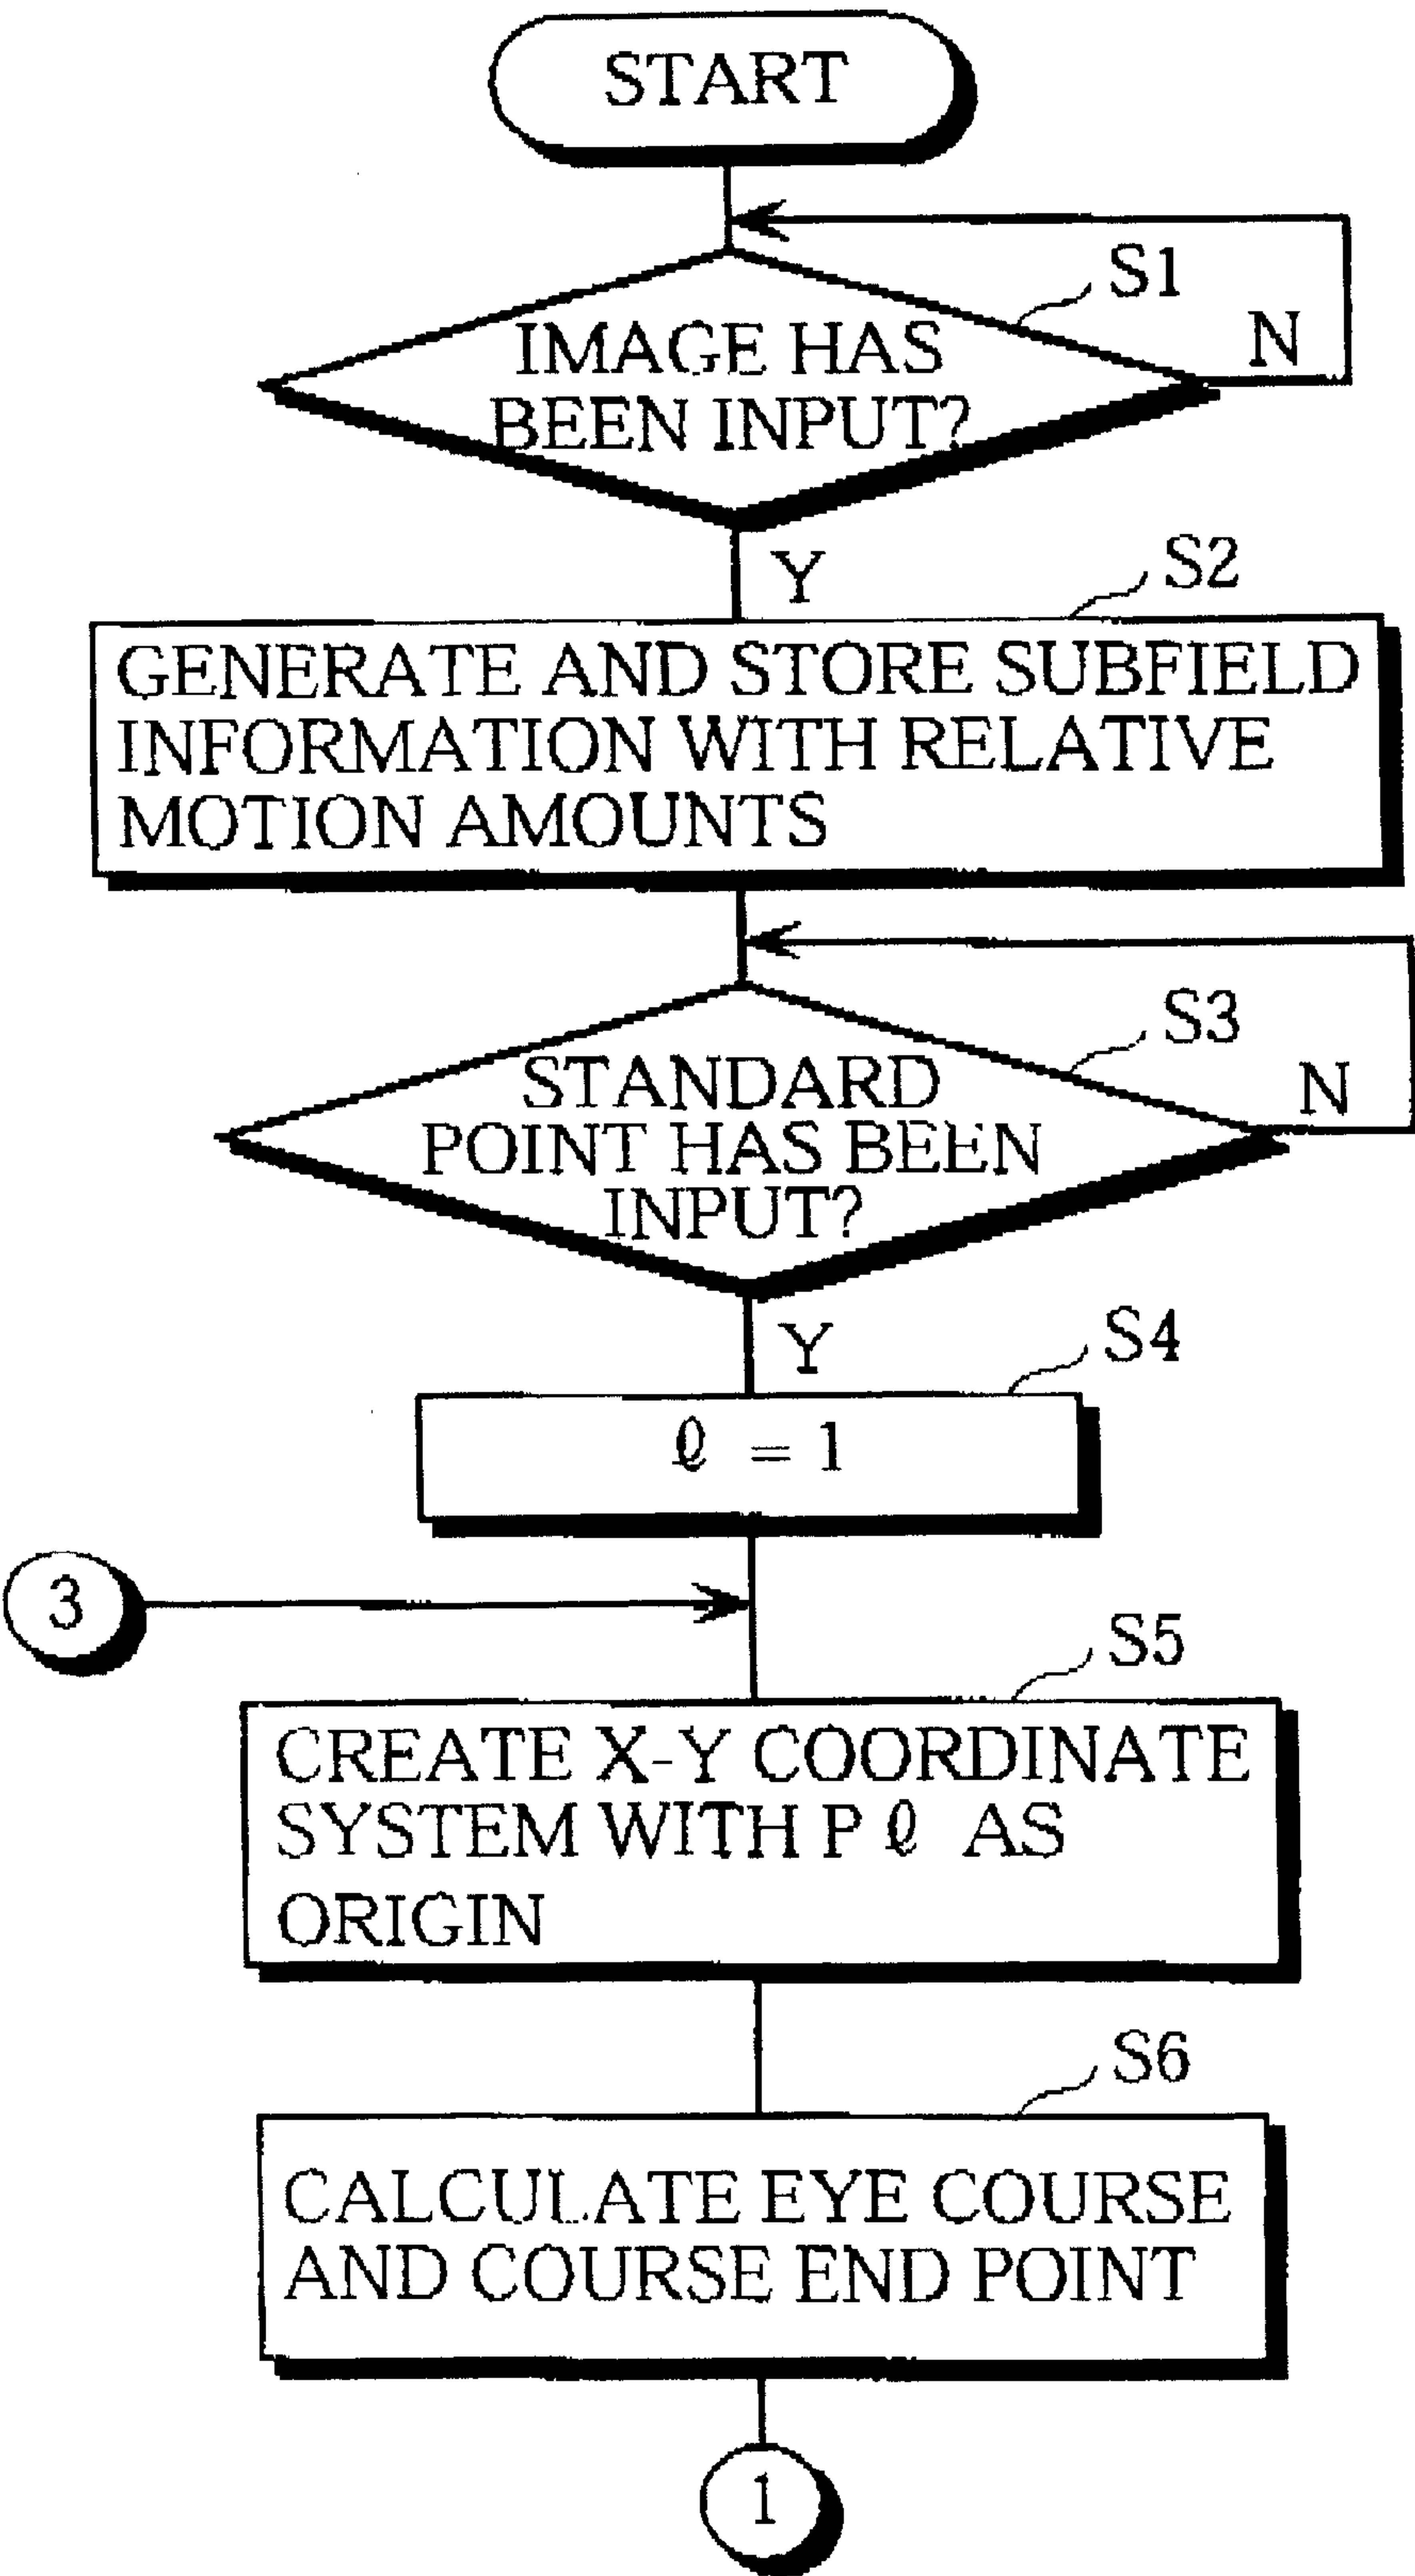 START
S1
IMAGE HAS
BEEN INPUT?
N
Y
S2
GENERATE AND STORE SUBFIELD
INFORMATION WITH RELATIVE
MOTION AMOUNTS
S3
STANDARD
POINT HAS BEEN
INPUT?
N
Y
S4
ℓ = 1
3
S5
CREATE X-Y COORDINATE
SYSTEM WITH P ℓ AS
ORIGIN
S6
CALCULATE EYE COURSE
AND COURSE END POINT
1